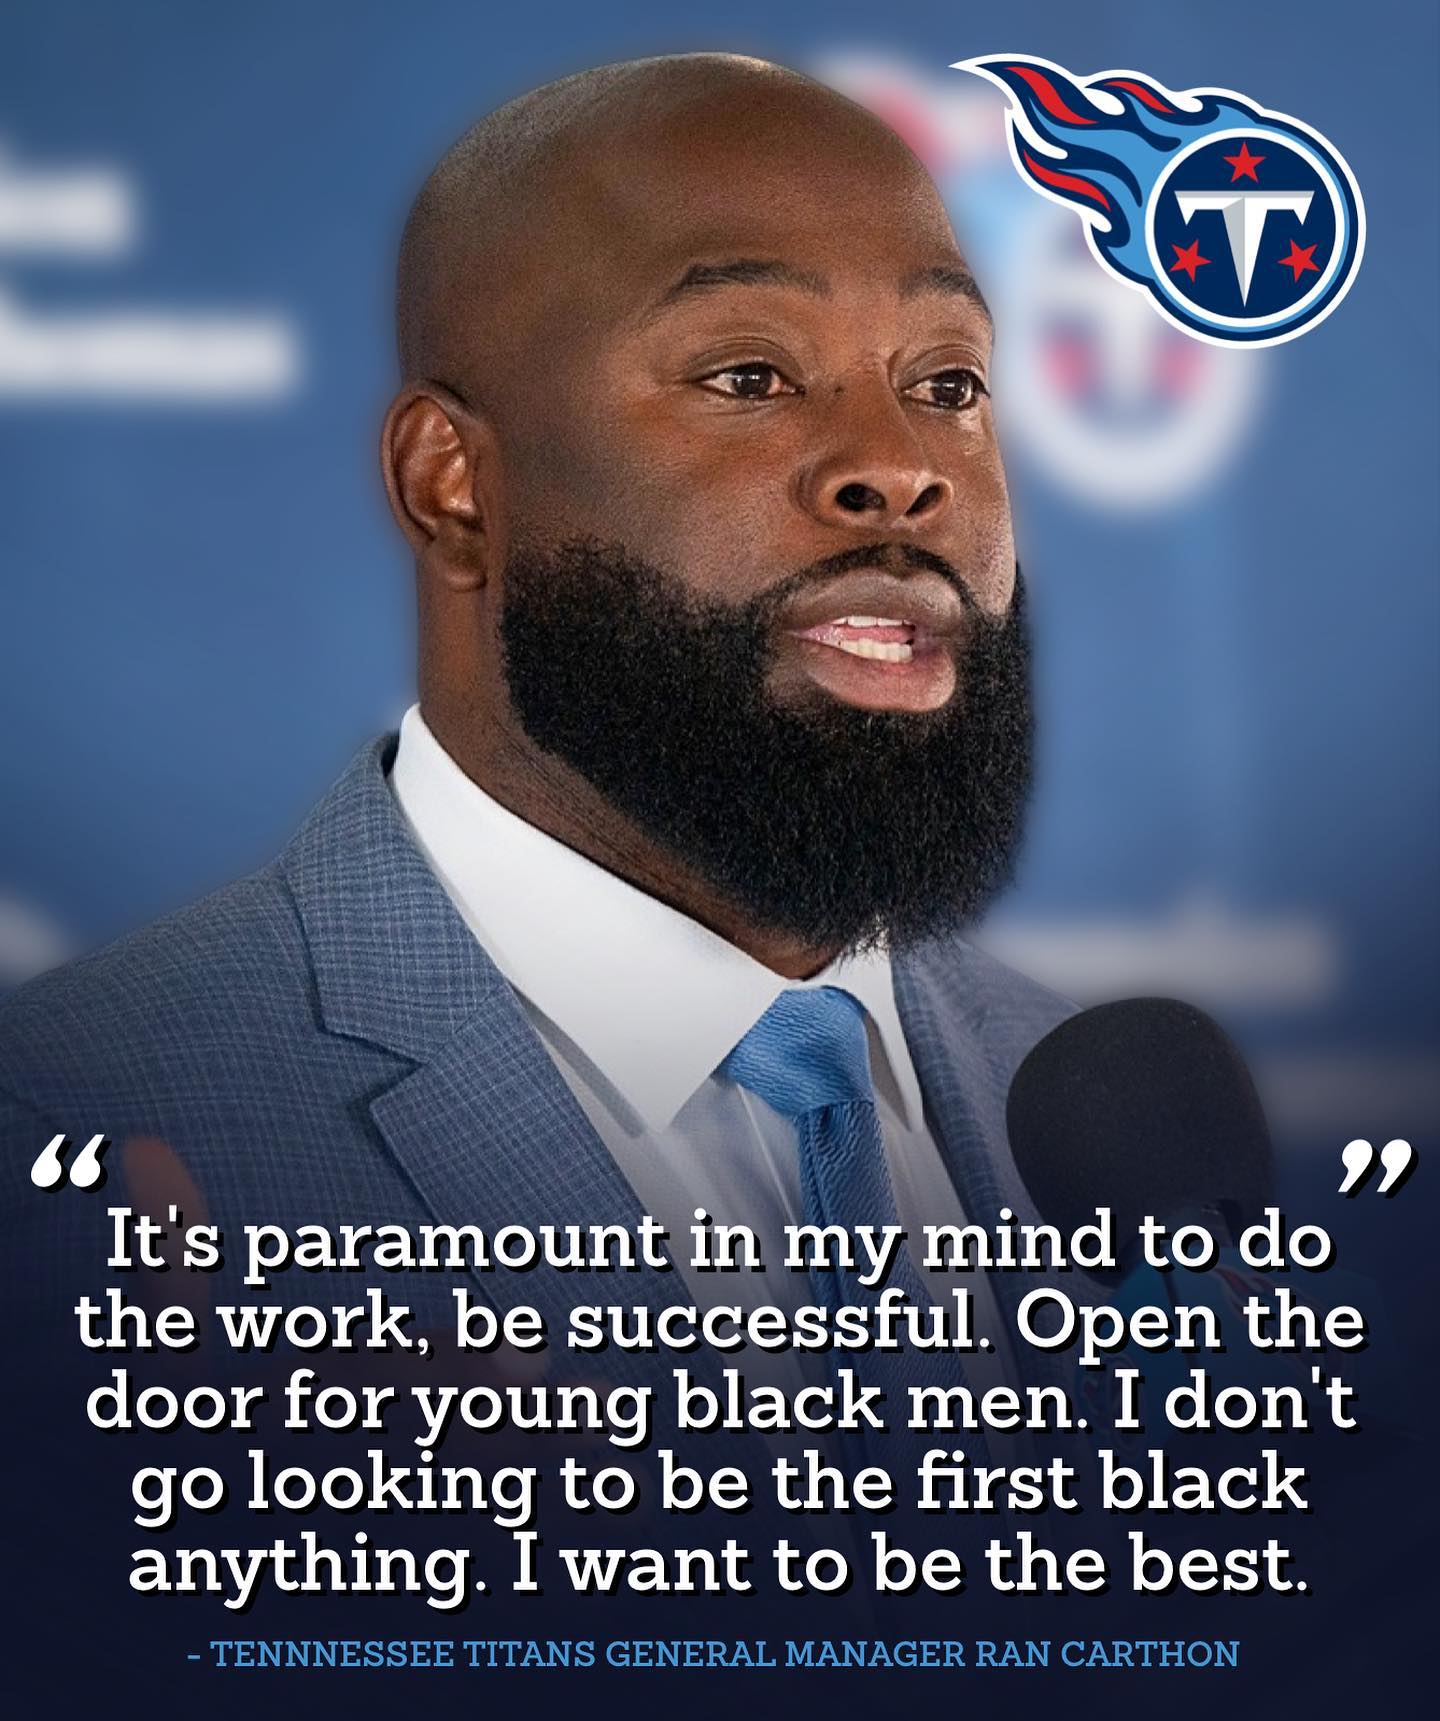 “ ”
It's paramount in my mind to do
the work, be successful. Open the
door for young black men. I don't
go looking to be the first black
anything. I want to be the best.
- TENNNESSEE TITANS GENERAL MANAGER RAN CARTHON
T